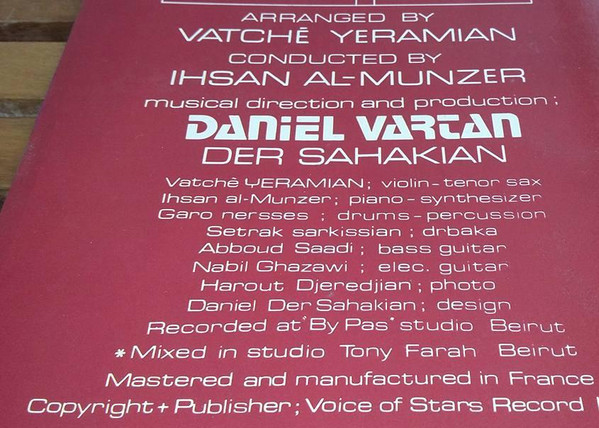 ARRANGED BY
VATCHÊ YERAMIAN
CONDUCTED BY
IHSAN AL-MUNZER
musical direction and production;
DANIEL VARTAN
DER SAHAKIAN
Vatchê YERAMIAN; violin-tenor sax
Ihsan al-Munzer; piano-synthesizer
Garo nersses ; drums-percussion
Setrak sarkissian ; drbaka
Abboud Saadi ; bass guitar
Nabil Ghazawi ; elec. guitar
Harout Djeredjian ; photo
Daniel Der Sahakian ; design
Recorded at "By Pas" studio Beirut
*Mixed in studio Tony Farah Beirut
Mastered and manufactured in France
Copyright + Publisher; Voice of Stars Record